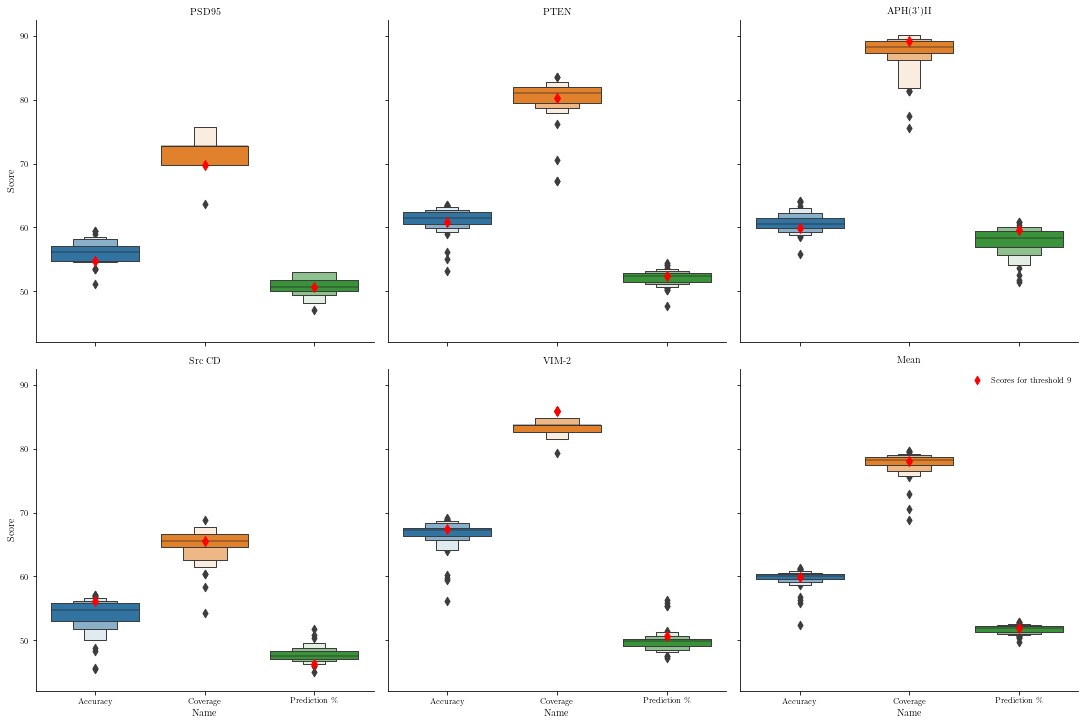 PSD95
PTEN
APH(3')II
90
80
70
60
50
Score
Src CD
VIM-2
Mean
Scores for threshold 9
90
80
70
60
50
Score
Accuracy
Coverage
Prediction %
Accuracy
Coverage
Prediction %
Accuracy
Coverage
Prediction %
Name
Name
Name